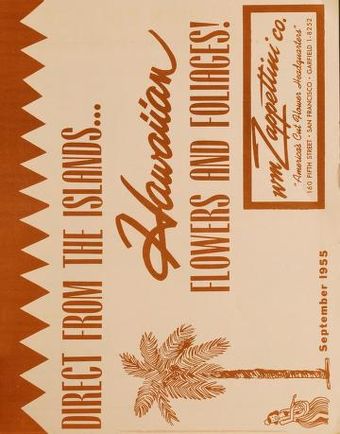 DIRECT FROM THE ISLANDS...
Hawaiian
FLOWERS AND FOLIAGES!
Wm Zappettini co.
"America's Cut Flower Headquarters"
160 FIFTH STREET · SAN FRANCISCO · GARFIELD 1-8252
September 1955